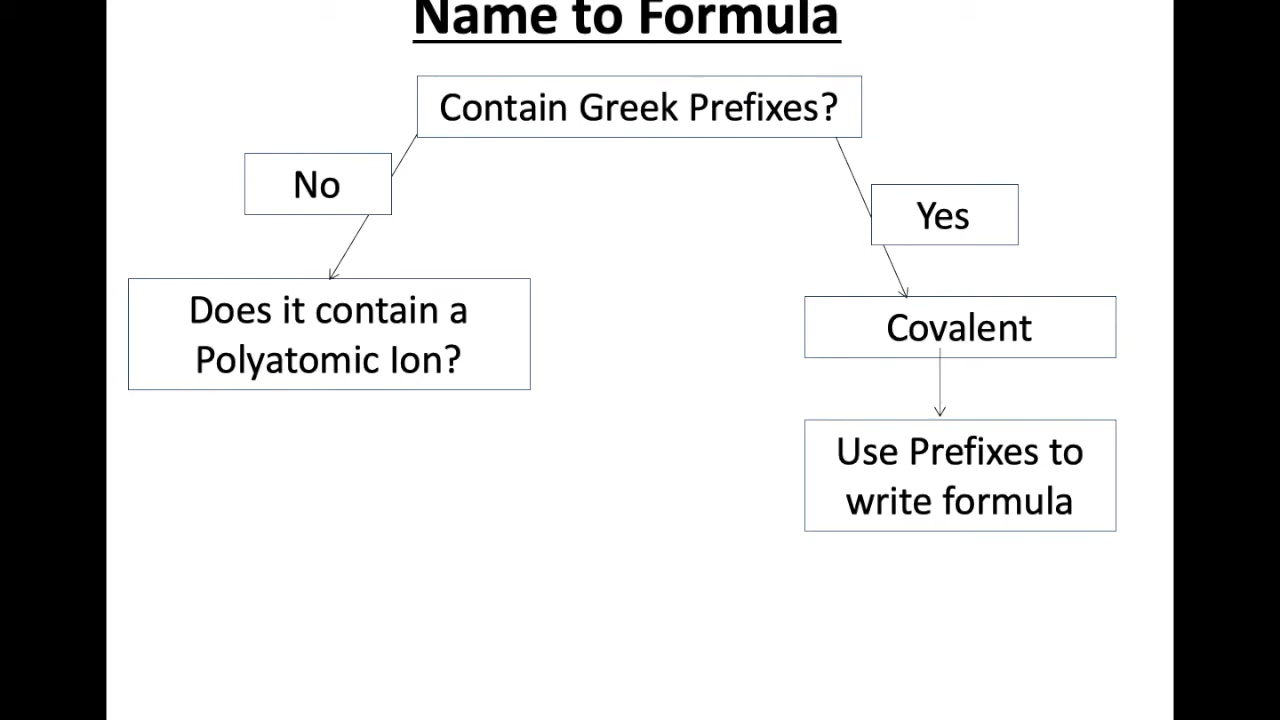 Name to Formula
Contain Greek Prefixes?
No
Yes
Does it contain a
Polyatomic Ion?
Covalent
Use Prefixes to
write formula